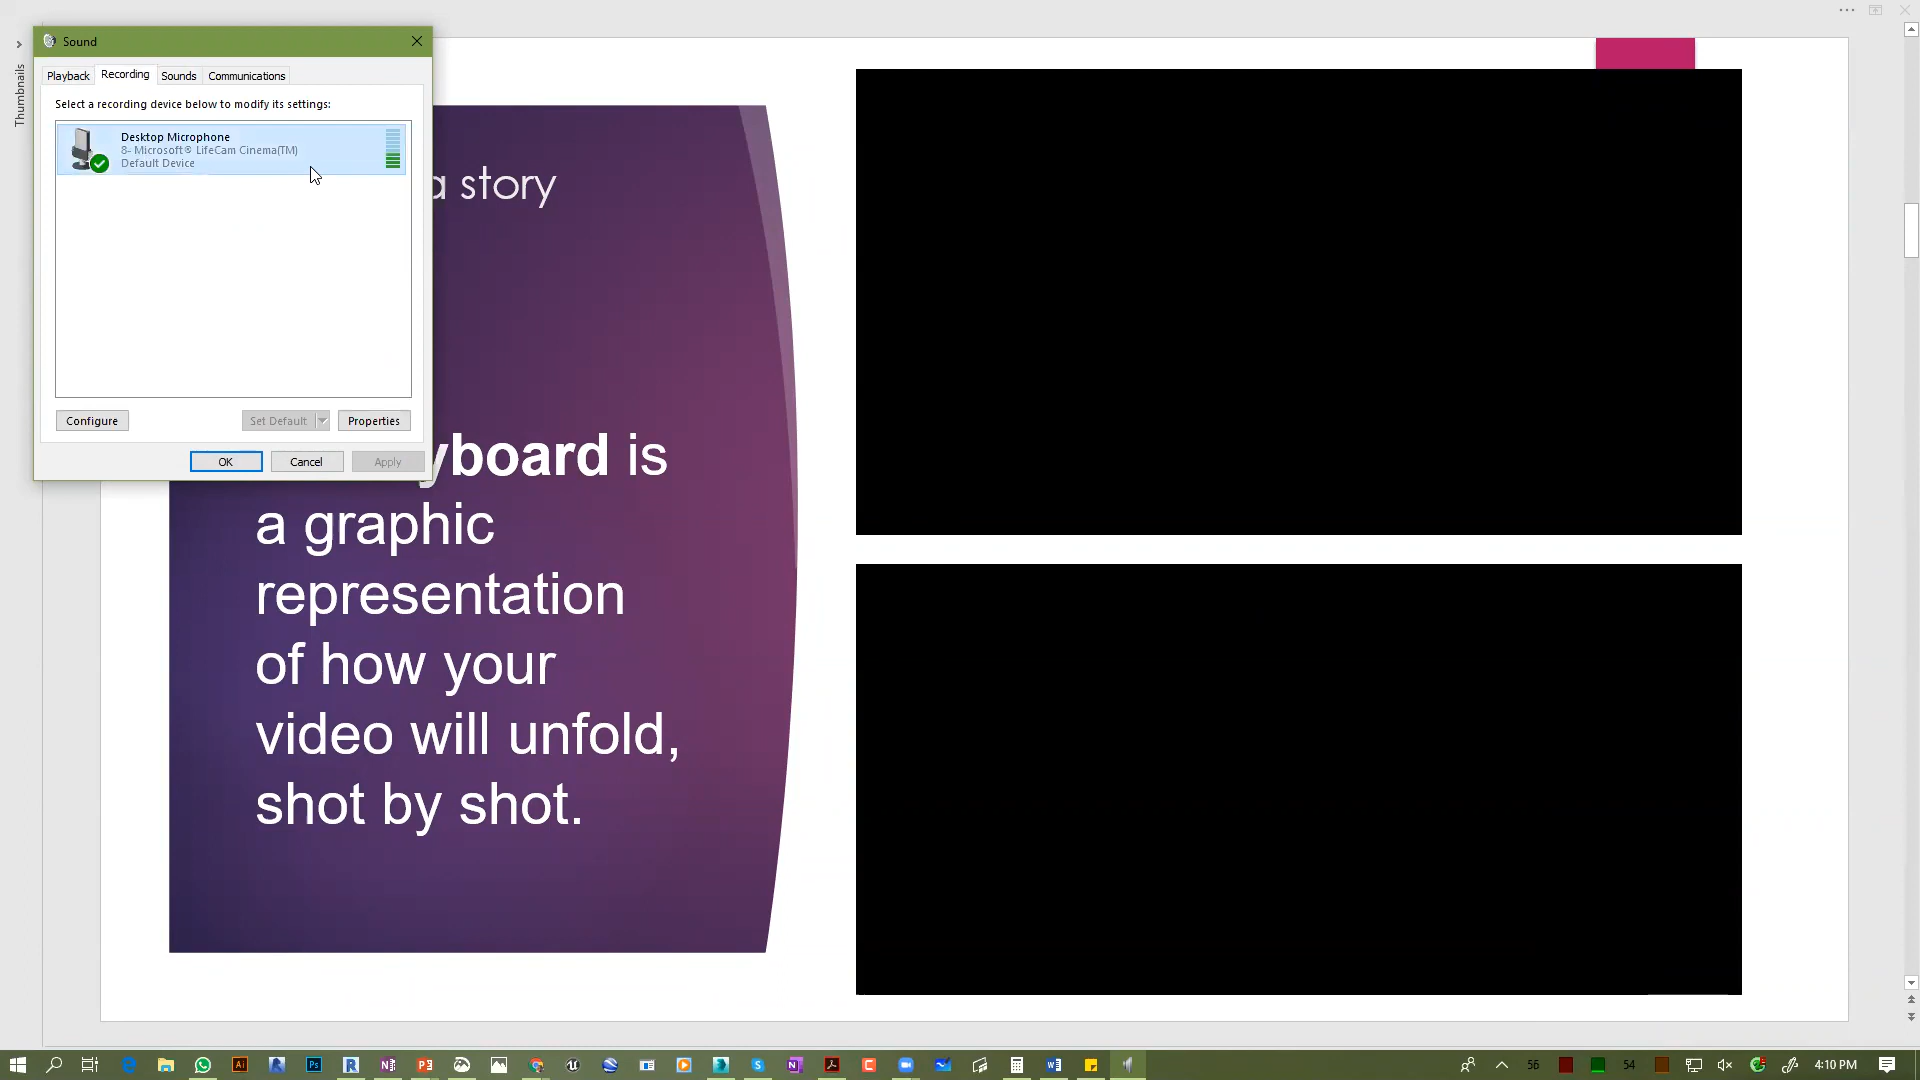 Sound
Thumbnails
Playback
Recording
Sounds
Communications
Select a recording device below to modify its settings:
Desktop Microphone
8- Microsoft® LifeCam Cinema(TM)
Default Device
Configure
Set Default
Properties
OK
Cancel
Apply
a story
yboard is
a graphic
representation
of how your
video will unfold,
shot by shot.
56
54
4:10 PM